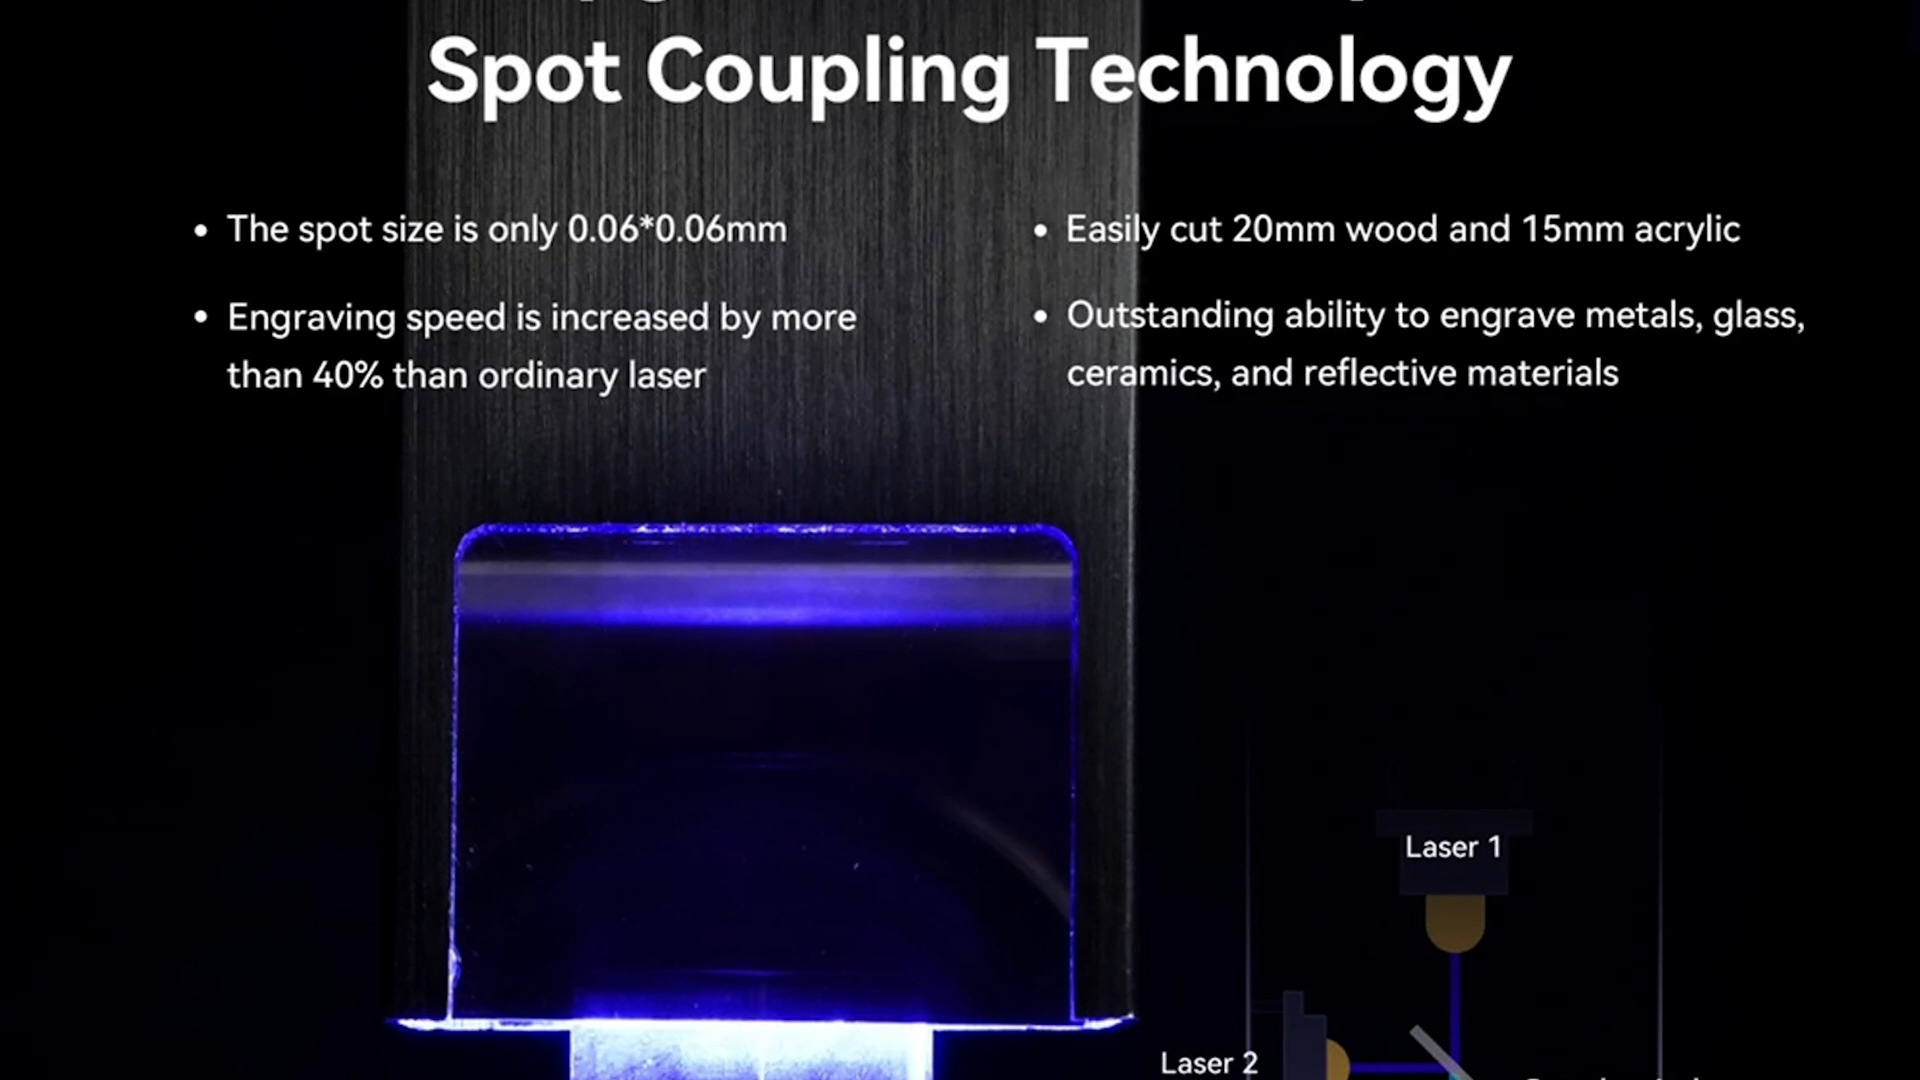 Spot Coupling Technology
• The spot size is only 0.06*0.06mm
• Engraving speed is increased by more
than 40% than ordinary laser
• Easily cut 20mm wood and 15mm acrylic
• Outstanding ability to engrave metals, glass,
ceramics, and reflective materials
Laser 1
Laser 2